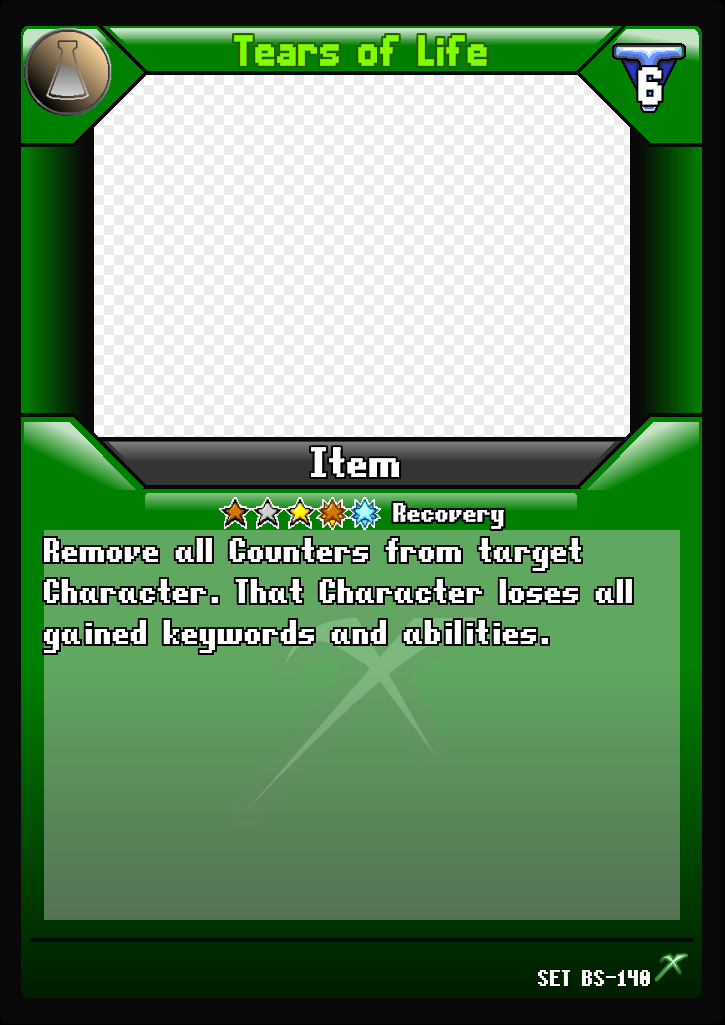 Tears of Life
6
Item
Recovery
Remove all Counters from target
Character. That Character loses all
gained keywords and abilities.
SET BS-140